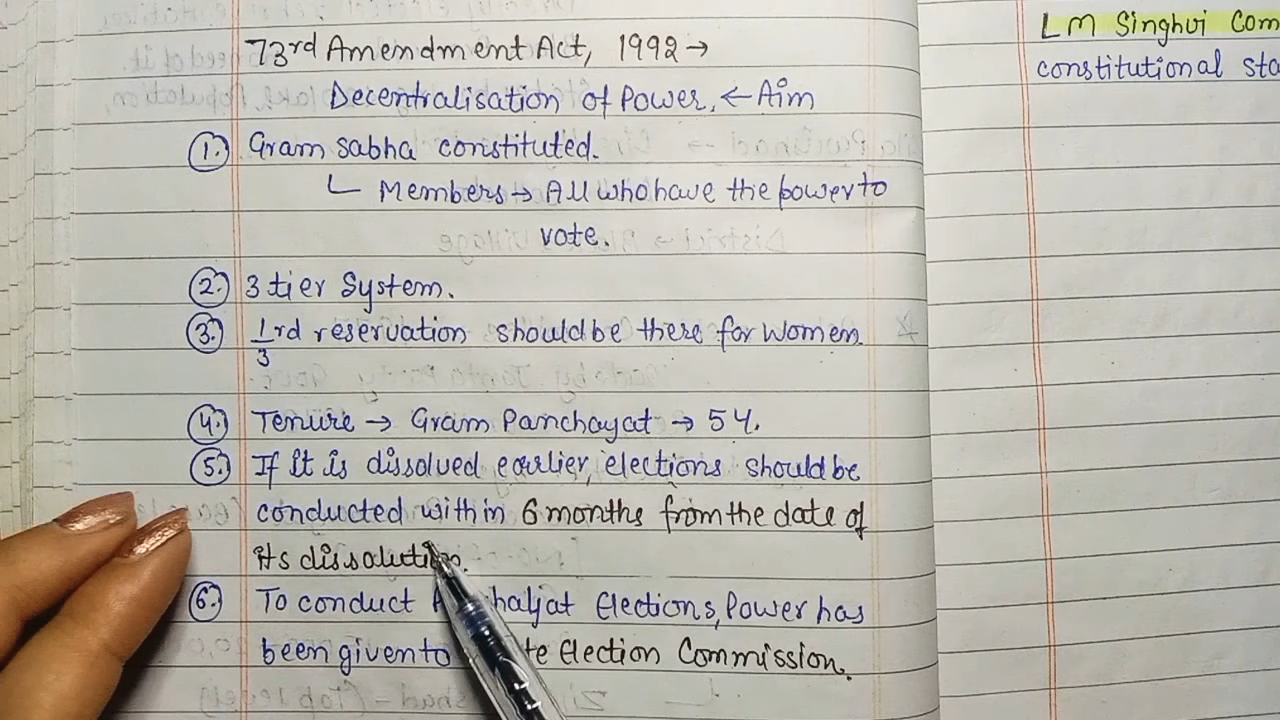 73rd Amendment Act, 1992→
Decentralisation of Power. ← Aim
1. Gram sabha constituted.
Members → All who have the power to
vote.
2. 3 tier System.
3. 1/3rd reservation should be there for women.
4. Tenure → Gram Panchayat → 5Y.
5. If it is dissolved earlier, elections should be
conducted within 6 months from the date of
its dissolution.
6. To conduct Elections, Power has
been given to Election Commission.
LM Singhvi Com
constitutional sta